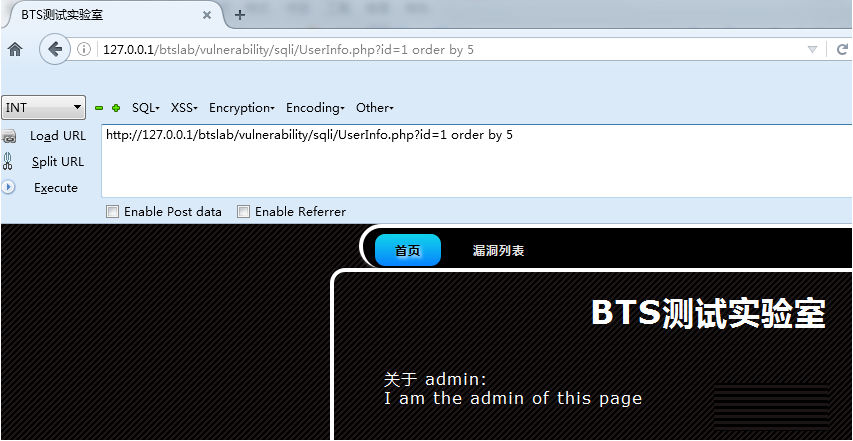 BTS测试实验室
127.0.0.1/btslab/vulnerability/sqli/UserInfo.php?id=1 order by 5
INT SQL XSS Encryption Encoding Other
Load URL http://127.0.0.1/btslab/vulnerability/sqli/UserInfo.php?id=1 order by 5
Split URL
Execute
Enable Post data Enable Referrer
首页 漏洞列表
BTS测试实验室
关于 admin:
I am the admin of this page